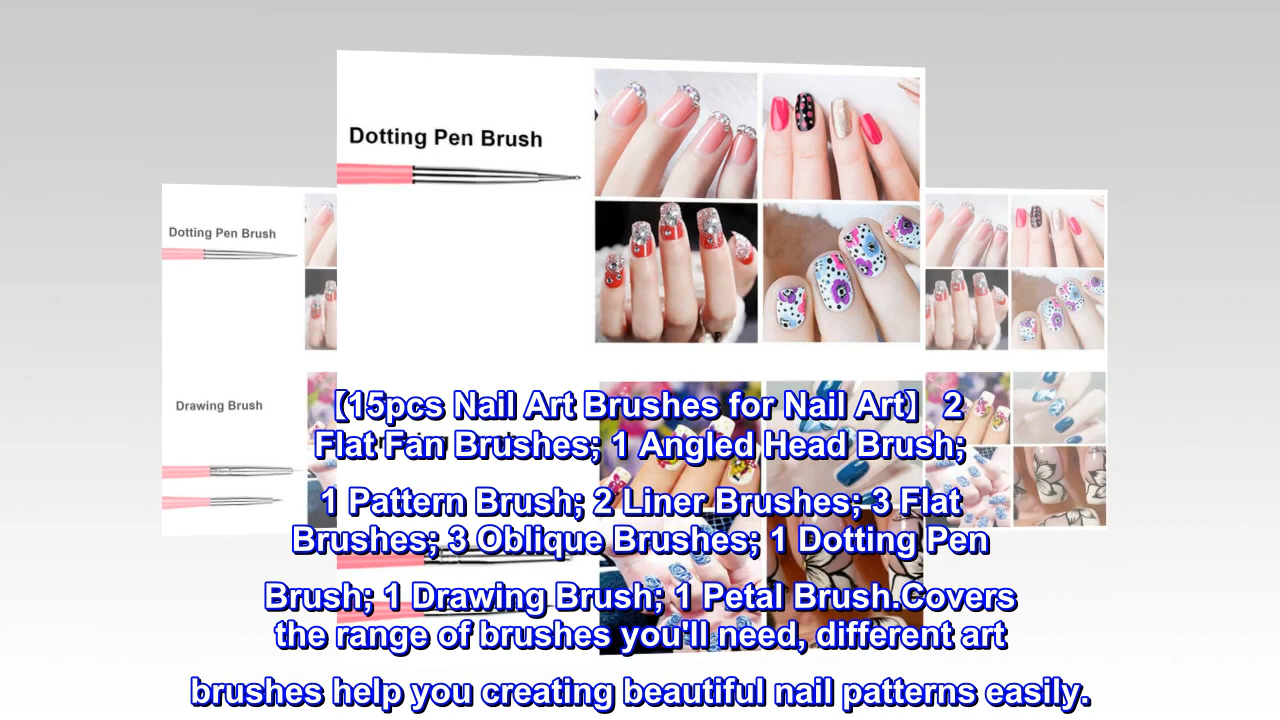 Dotting Pen Brush
Dotting Pen Brush
Drawing Brush
【15pcs Nail Art Brushes for Nail Art】 2
Flat Fan Brushes; 1 Angled Head Brush;
1 Pattern Brush; 2 Liner Brushes; 3 Flat
Brushes; 3 Oblique Brushes; 1 Dotting Pen
Brush; 1 Drawing Brush; 1 Petal Brush.Covers
the range of brushes you'll need, different art
brushes help you creating beautiful nail patterns easily.